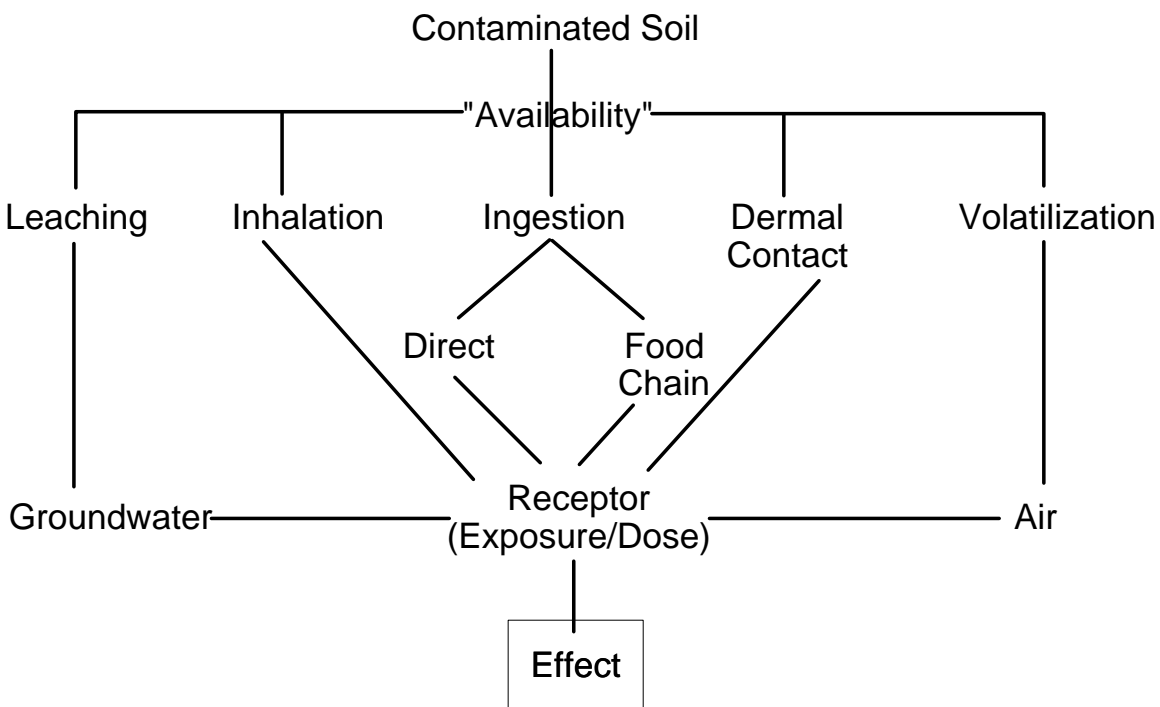 Contaminated Soil
"Availability"
Leaching
Inhalation
Ingestion
Dermal
Contact
Volatilization
Direct
Food
Chain
Groundwater
Receptor
(Exposure/Dose)
Air
Effect